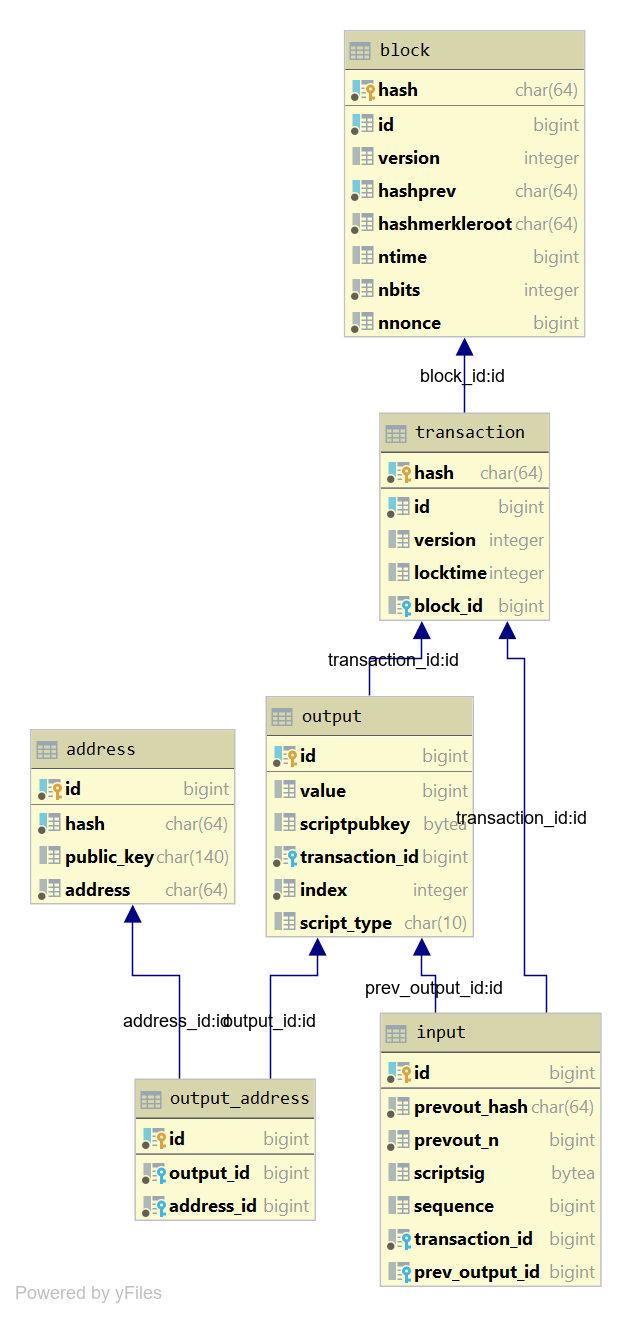 block
hash char(64)
id bigint
version integer
hashprev char(64)
hashmerkleroot char(64)
ntime bigint
nbits integer
nnonce bigint
block_id:id
transaction
hash char(64)
id bigint
version integer
locktime integer
block_id bigint
transaction_id:id
address
id bigint
hash char(64)
public_key char(140)
address char(64)
output
id bigint
value bigint
scriptpubkey bytea
transaction_id bigint
index integer
script_type char(10)
transaction_id:id
prev_output_id:id
address_id:id
output_id:id
output_address
id bigint
output_id bigint
address_id bigint
input
id bigint
prevout_hash char(64)
prevout_n bigint
scriptsig bytea
sequence bigint
transaction_id bigint
prev_output_id bigint
Powered by yFiles